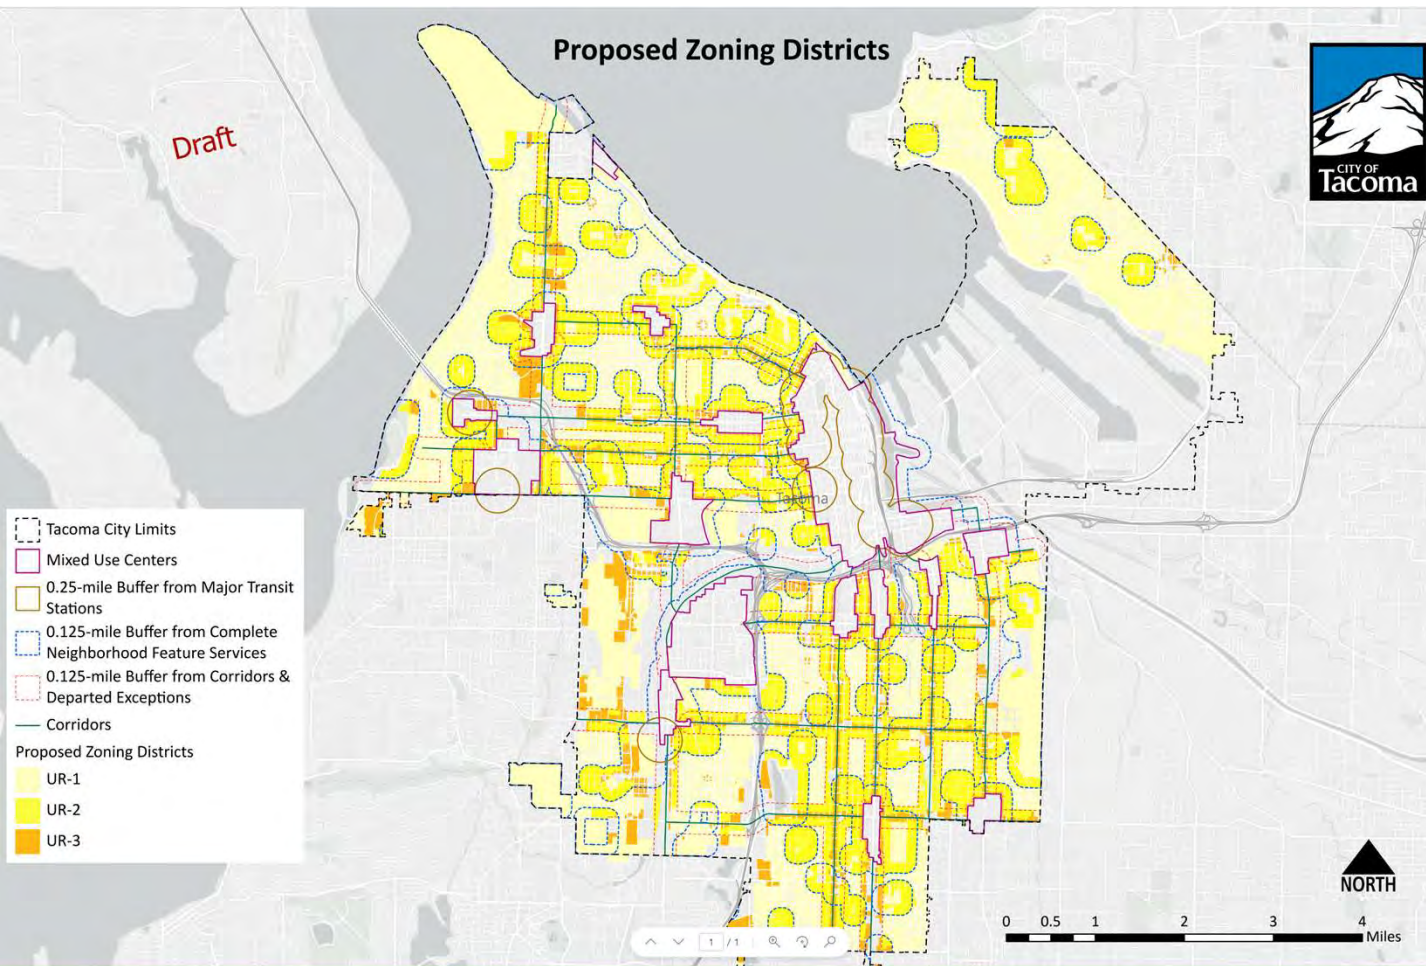 Proposed Zoning Districts
Draft
CITY OF
Tacoma
Tacoma
Tacoma City Limits
Mixed Use Centers
0.25-mile Buffer from Major Transit
Stations
0.125-mile Buffer from Complete
Neighborhood Feature Services
0.125-mile Buffer from Corridors &
Departed Exceptions
Corridors
Proposed Zoning Districts
UR-1
UR-2
UR-3
NORTH
0 0.5 1 2 3 4
Miles
1 / 1